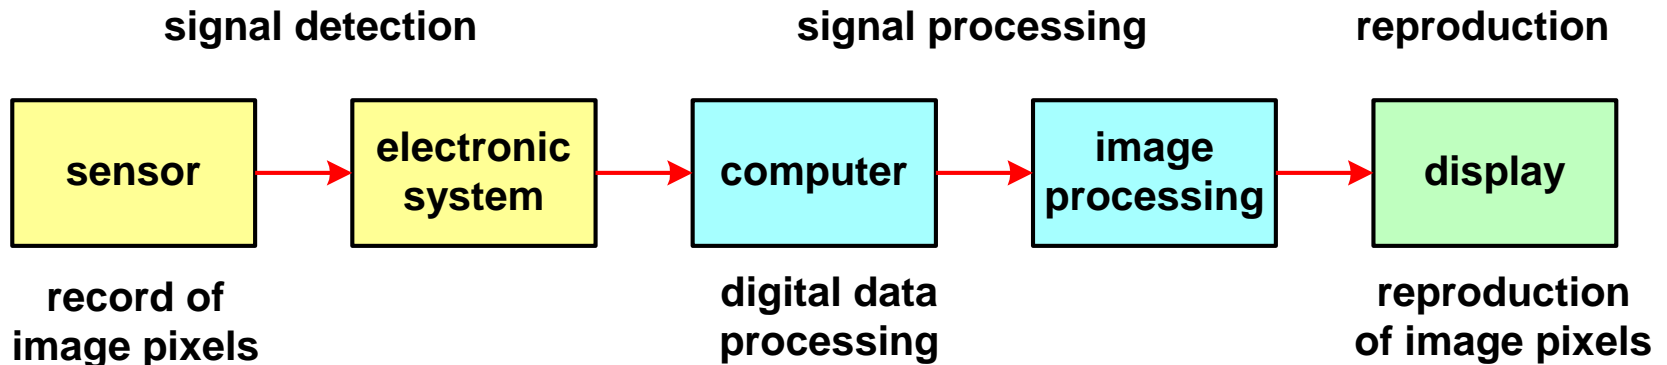 signal detection
signal processing
reproduction
sensor
electronic
system
computer
image
processing
display
record of
image pixels
digital data
processing
reproduction
of image pixels